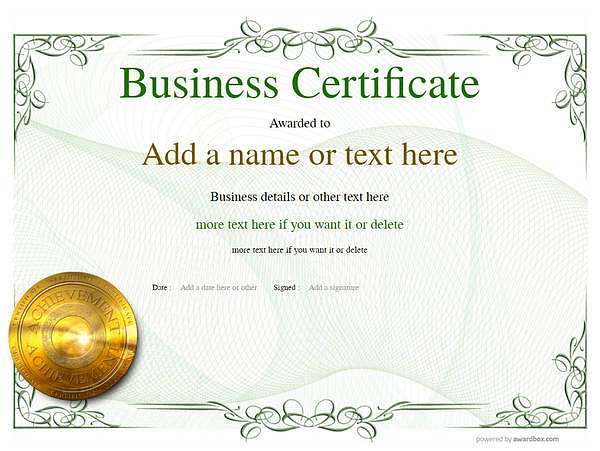 Business Certificate
Awarded to
Add a name or text here
Business details or other text here
more text here if you want it or delete
more text here if you want it or delete
Date : Add a date here or other Signed : Add a signature
ACHIEVEMENT
ACHIEVEMENT
powered by awardbox.com